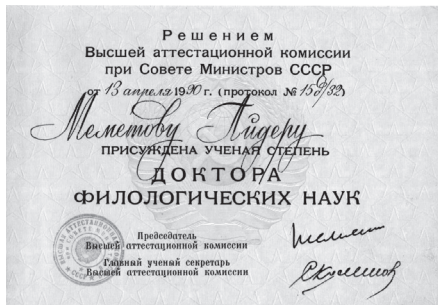 Решением
Высшей аттестационной комиссии
при Совете Министров СССР
от 13 апреля 1990 г. (протокол № 15д/32)
Меметову Айдеру
ПРИСУЖДЕНА УЧЕНАЯ СТЕПЕНЬ
ДОКТОРА
ФИЛОЛОГИЧЕСКИХ НАУК
Председатель
Высшей аттестационной комиссии
Главный ученый секретарь
Высшей аттестационной комиссии